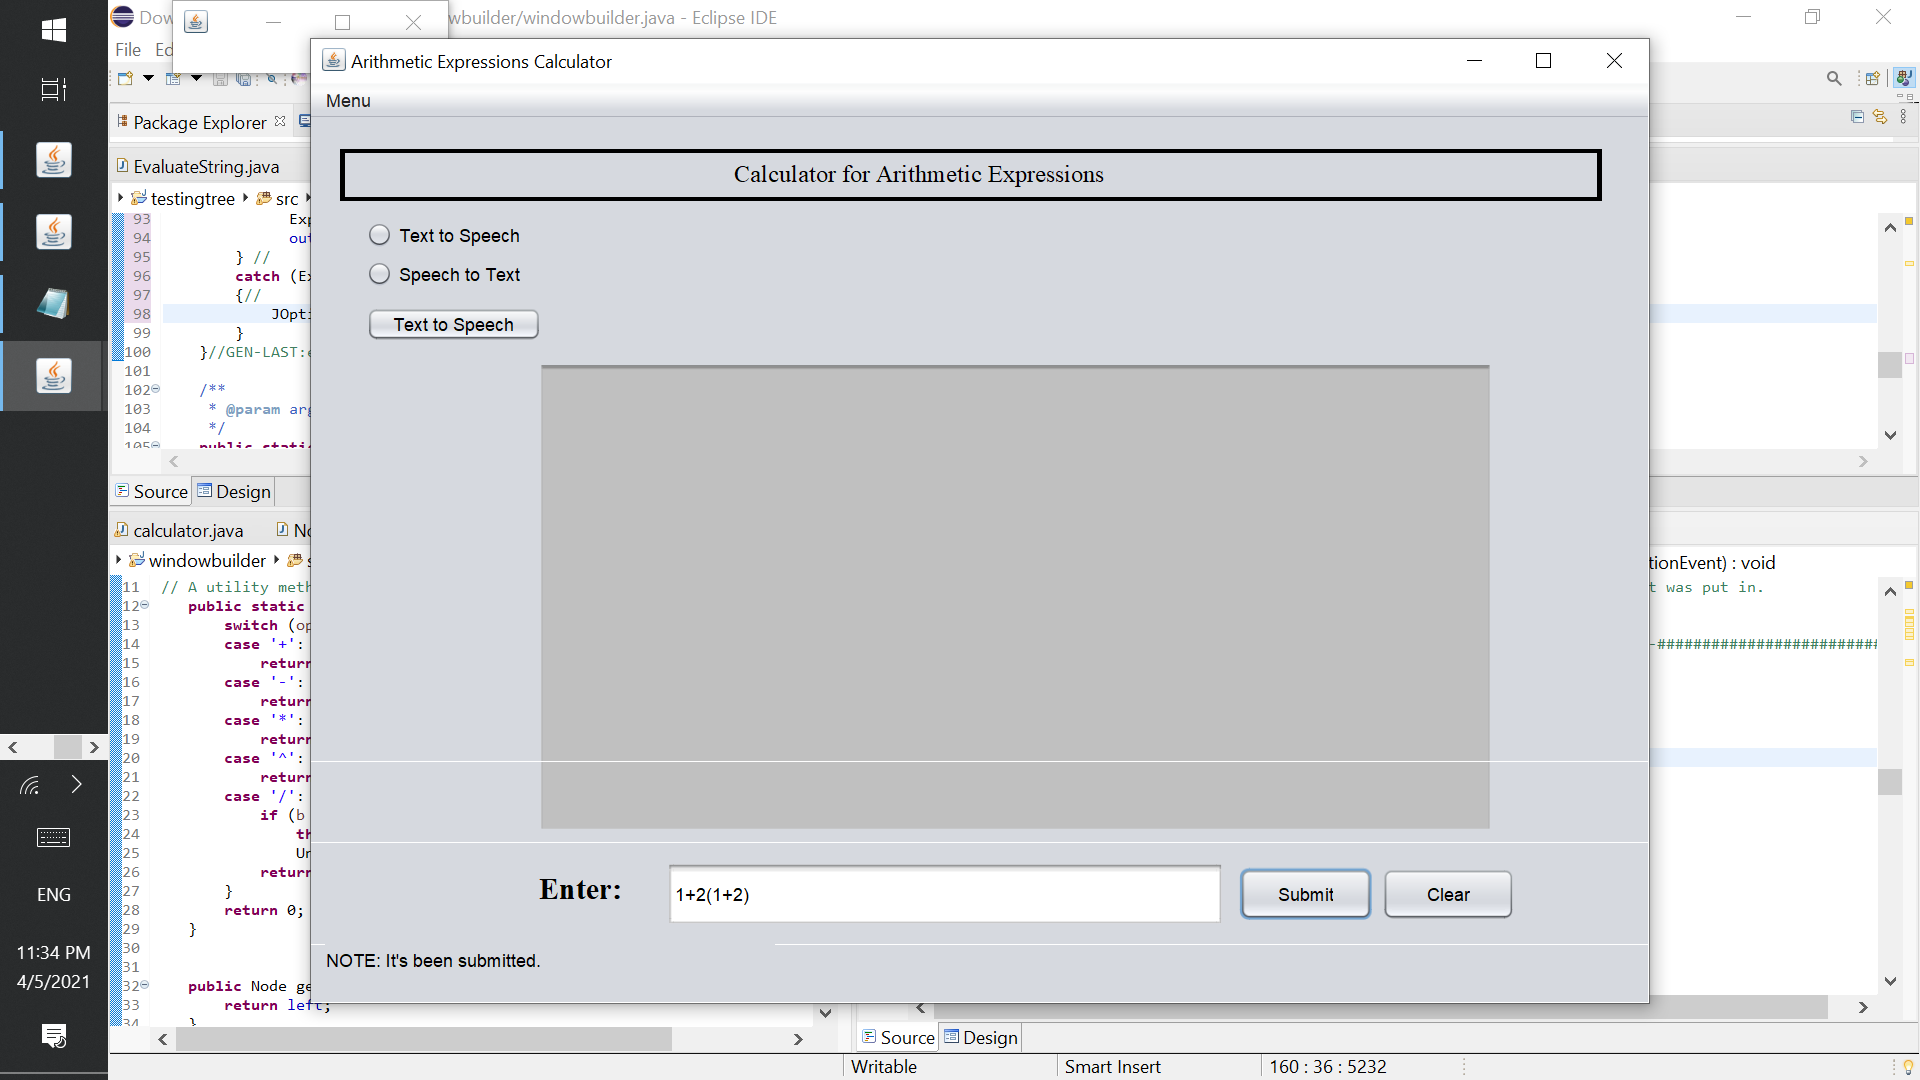 Dow
wbuilder/windowbuilder.java - Eclipse IDE
File Ed
Arithmetic Expressions Calculator
Menu
Package Explorer
EvaluateString.java
testingtree src
Calculator for Arithmetic Expressions
Text to Speech
Speech to Text
Text to Speech
93 Exp
94 out
95 } //
96 catch (Ex
97 {//
98 JOpti
99 }
100 }//GEN-LAST:e
101
102 /**
103 * @param arg
104 */
105 public stati
Source Design
calculator.java No
windowbuilder s
tionEvent) : void
11 // A utility meth
t was put in.
12 public static
13 switch (op
14 case '+':
15 return
16 case '-':
17 return
18 case '*':
19 return
20 case '^':
21 return
22 case '/':
23 if (b
24 th
25 Un
26 return
27 }
28 return 0;
29 }
30
31
32 public Node ge
33 return left;
34 }
Enter:
1+2(1+2)
Submit
Clear
NOTE: It's been submitted.
Source Design
Writable
Smart Insert
160 : 36 : 5232
ENG
11:34 PM
4/5/2021